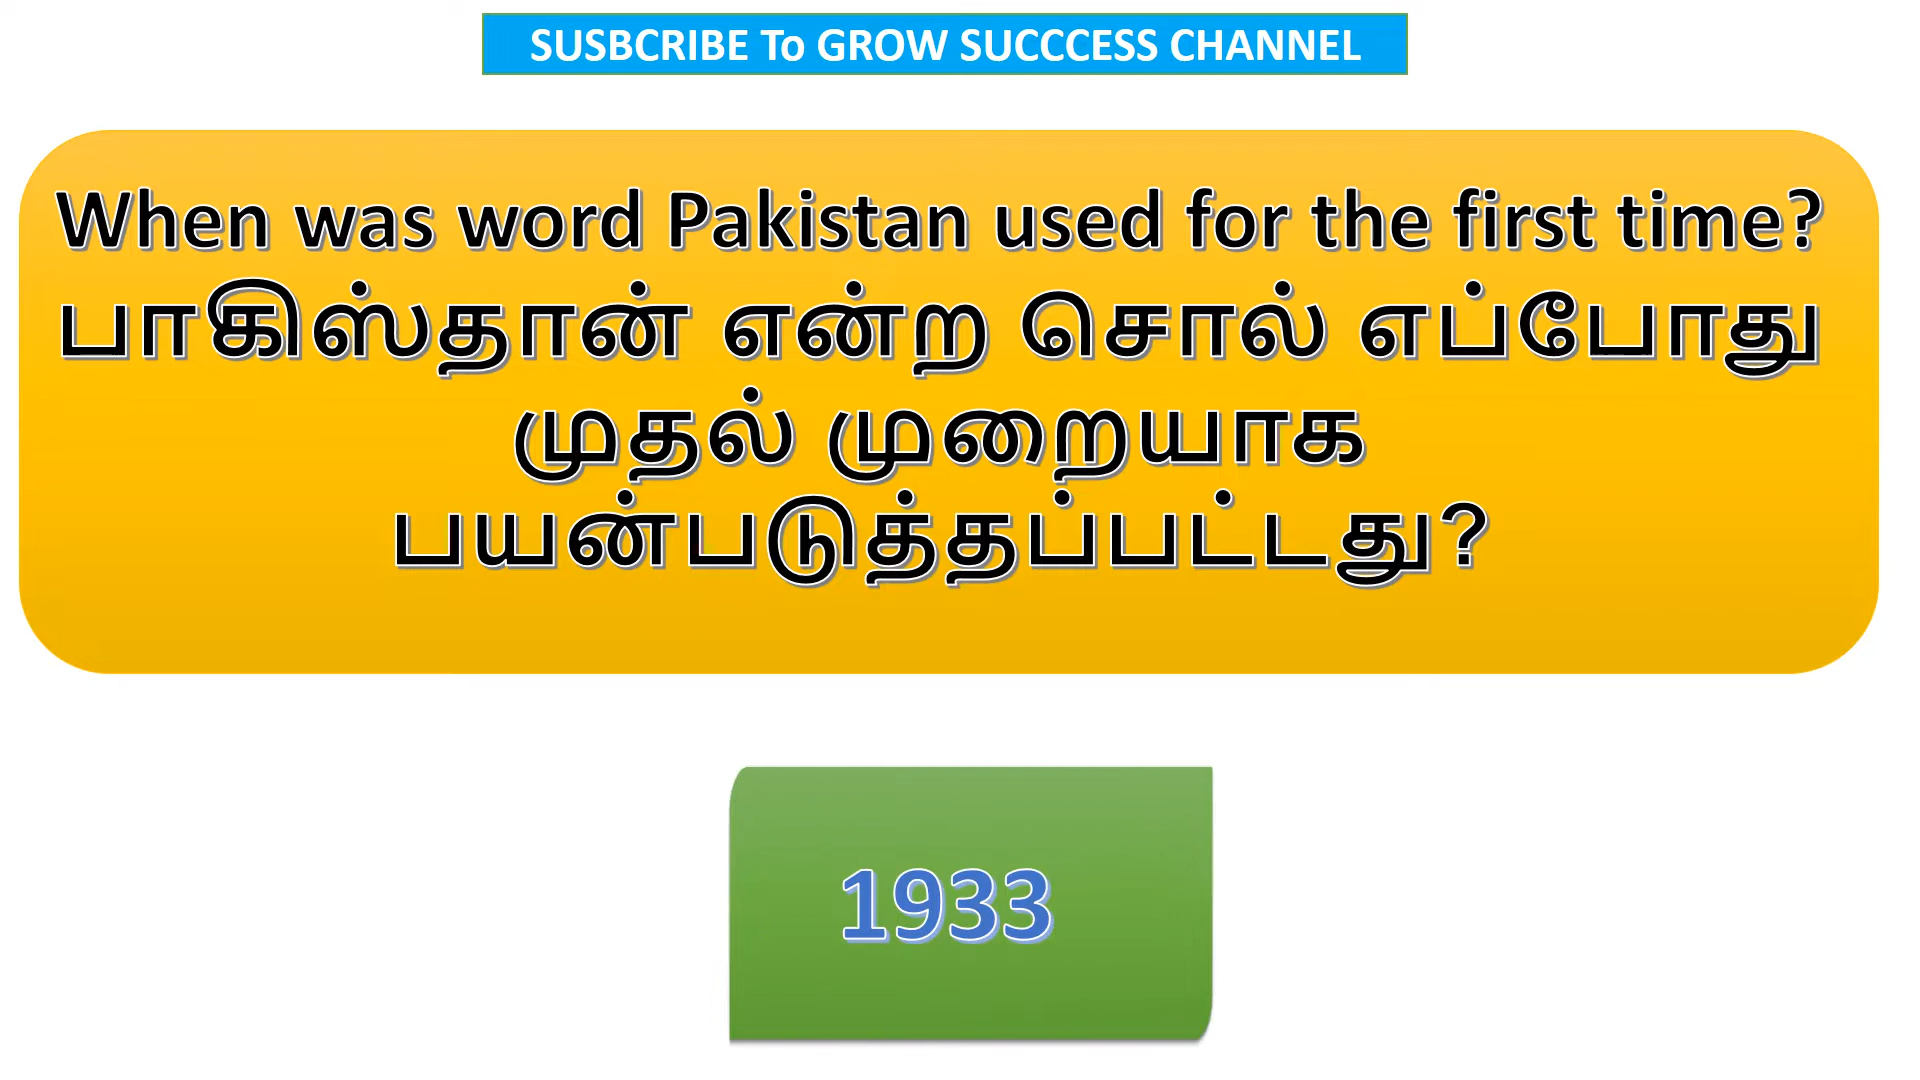 SUSBCRIBE To GROW SUCCCESS CHANNEL
When was word Pakistan used for the first time?
பாகிஸ்தான் என்ற சொல் எப்போது
முதல் முறையாக
பயன்படுத்தப்பட்டது?
1933